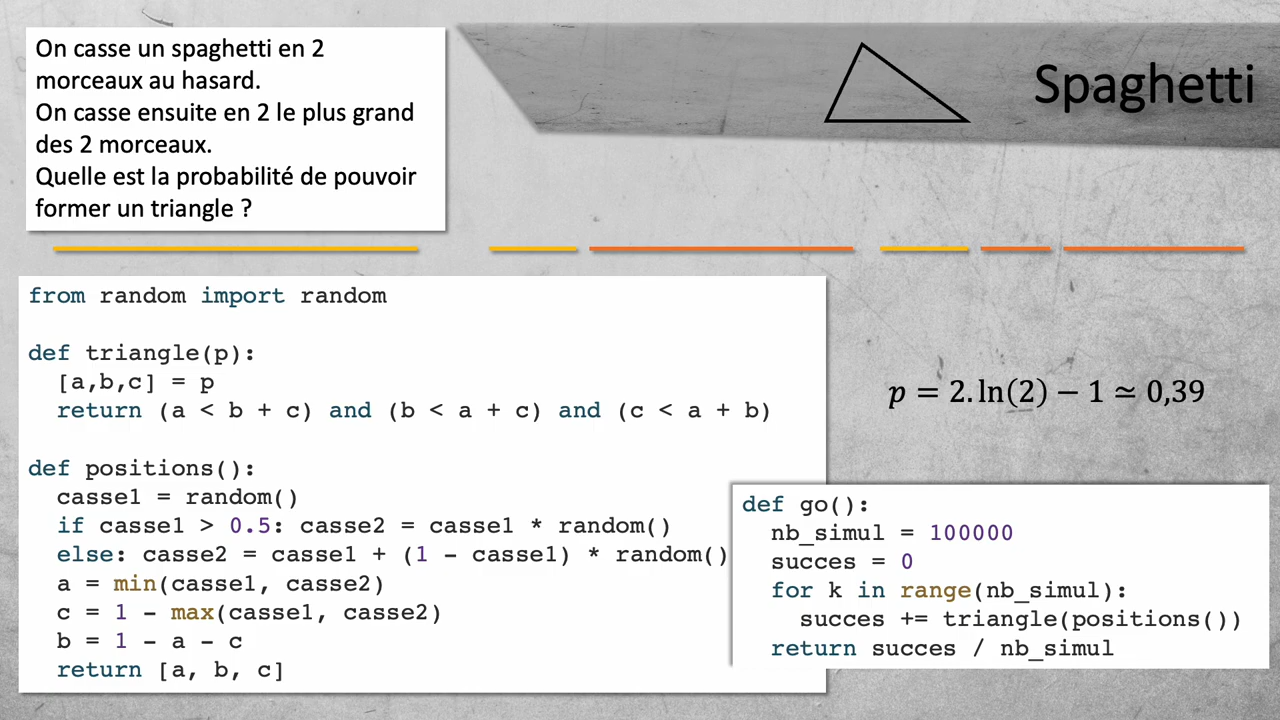 On casse un spaghetti en 2
morceaux au hasard.
On casse ensuite en 2 le plus grand
des 2 morceaux.
Quelle est la probabilité de pouvoir
former un triangle ?
Spaghetti
from random import random
def triangle(p):
  [a,b,c] = p
  return (a < b + c) and (b < a + c) and (c < a + b)
def positions():
  casse1 = random()
  if casse1 > 0.5: casse2 = casse1 * random()
  else: casse2 = casse1 + (1 - casse1) * random()
  a = min(casse1, casse2)
  c = 1 - max(casse1, casse2)
  b = 1 - a - c
  return [a, b, c]
p = 2.ln(2) − 1 ≃ 0,39
def go():
  nb_simul = 100000
  succes = 0
  for k in range(nb_simul):
    succes += triangle(positions())
  return succes / nb_simul